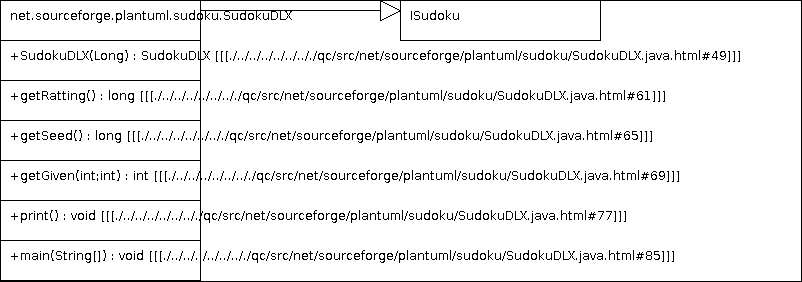 net.sourceforge.plantuml.sudoku.SudokuDLX
ISudoku
+SudokuDLX(Long) : SudokuDLX [[[./../../../../../../../qc/src/net/sourceforge/plantuml/sudoku/SudokuDLX.java.html#49]]]
+getRatting() : long [[[./../../../../../../../qc/src/net/sourceforge/plantuml/sudoku/SudokuDLX.java.html#61]]]
+getSeed() : long [[[./../../../../../../../qc/src/net/sourceforge/plantuml/sudoku/SudokuDLX.java.html#65]]]
+getGiven(int;int) : int [[[./../../../../../../../qc/src/net/sourceforge/plantuml/sudoku/SudokuDLX.java.html#69]]]
+print() : void [[[./../../../../../../../qc/src/net/sourceforge/plantuml/sudoku/SudokuDLX.java.html#77]]]
+main(String[]) : void [[[./../../../../../../../qc/src/net/sourceforge/plantuml/sudoku/SudokuDLX.java.html#85]]]